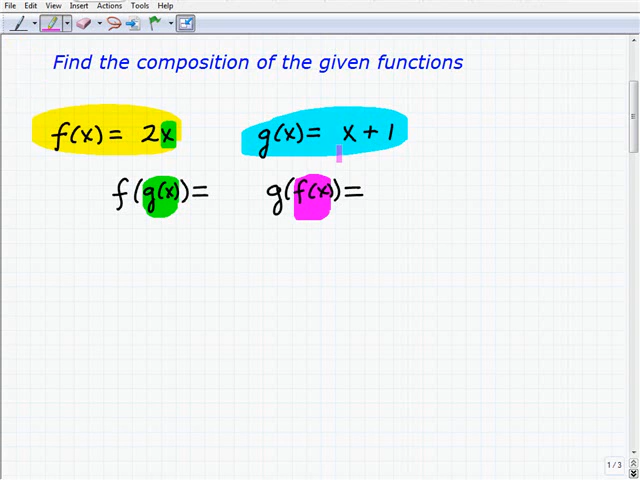 File Edit View Insert Actions Tools Help
Find the composition of the given functions
f(x) = 2x g(x) = x + 1
f(g(x)) = g(f(x)) =
1 / 3